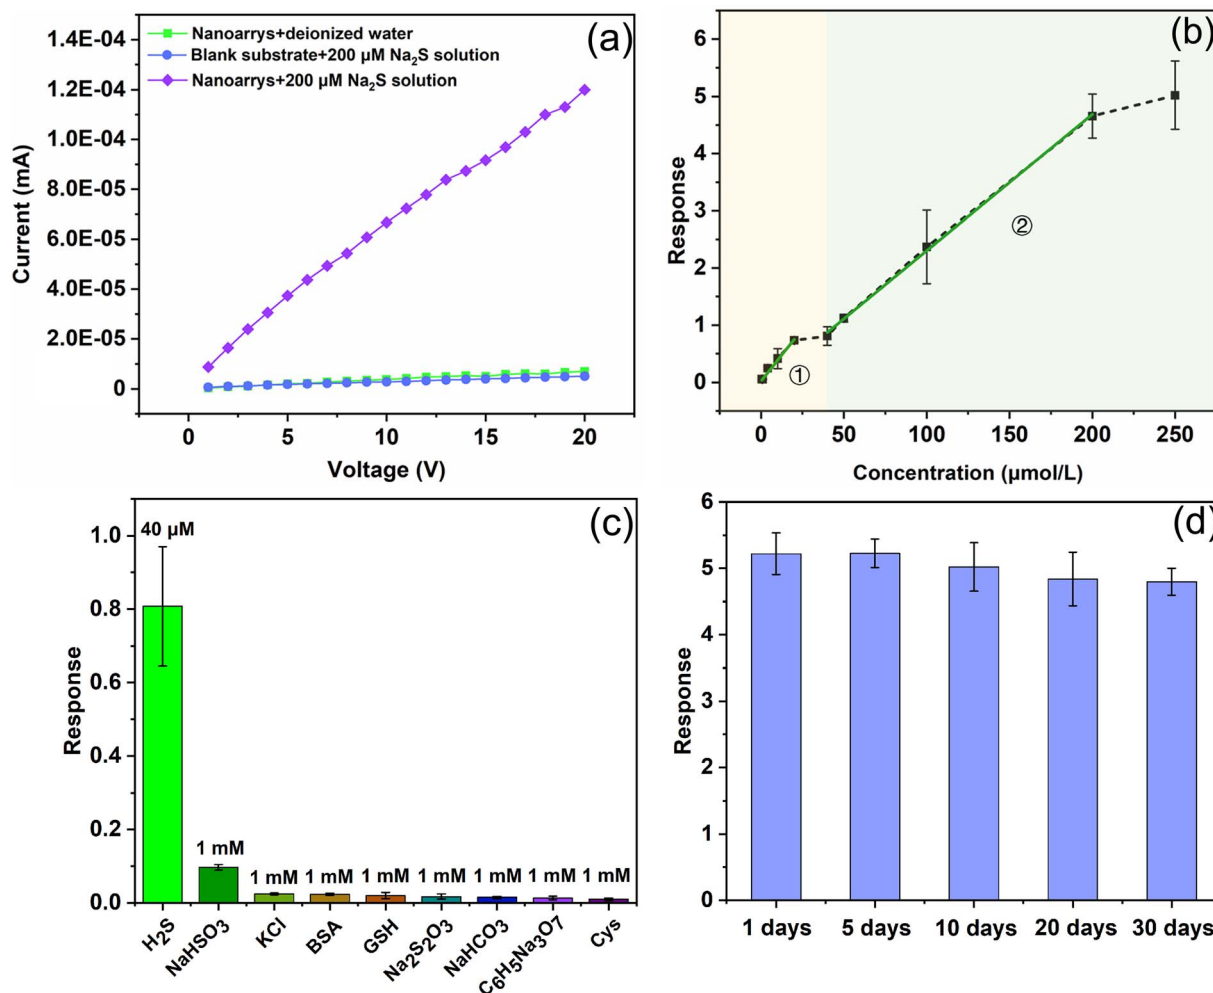 (a)
Nanoarrys+deionized water
Blank substrate+200 μM Na₂S solution
Nanoarrys+200 μM Na₂S solution
1.4E-04
1.2E-04
1.0E-04
8.0E-05
6.0E-05
4.0E-05
2.0E-05
0
Current (mA)
0 5 10 15 20
Voltage (V)
(b)
6
5
4
3
2
1
0
Response
①
②
0 50 100 150 200 250
Concentration (μmol/L)
(c)
1.0
0.8
0.6
0.4
0.2
0.0
Response
40 μM
1 mM
1 mM 1 mM 1 mM 1 mM 1 mM 1 mM 1 mM
H₂S NaHSO₃ KCl BSA GSH Na₂S₂O₃ NaHCO₃ C₆H₅Na₃O7 Cys
(d)
6
5
4
3
2
1
0
Response
1 days 5 days 10 days 20 days 30 days